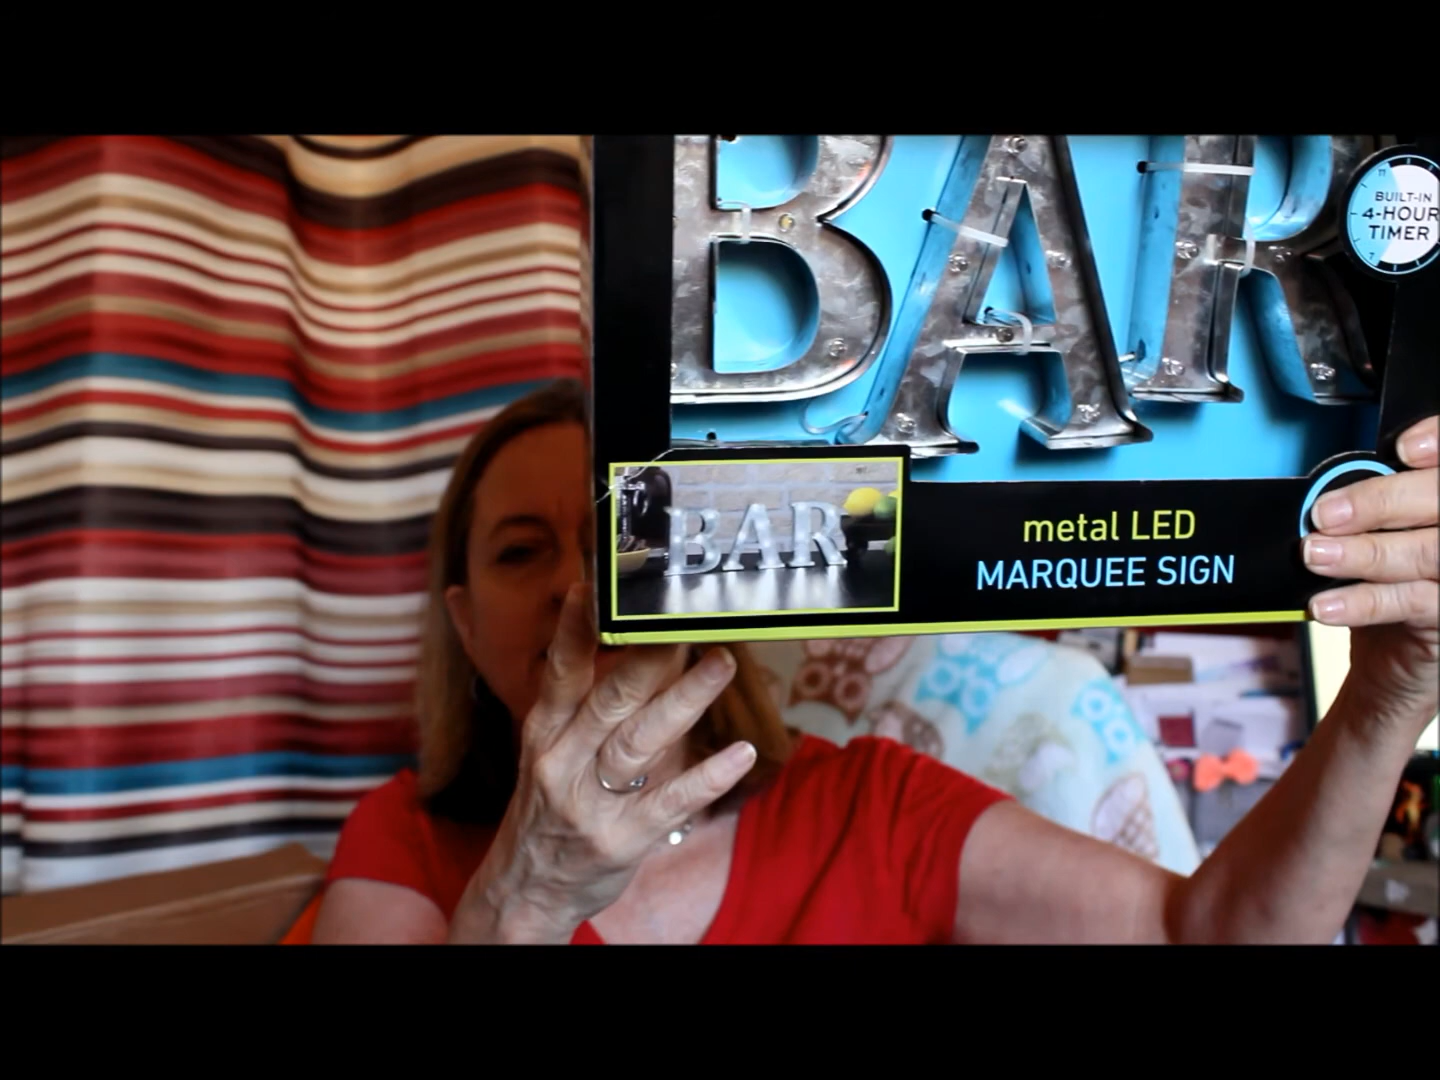 BAR
BUILT-IN
4-HOUR
TIMER
BAR
metal LED
MARQUEE SIGN